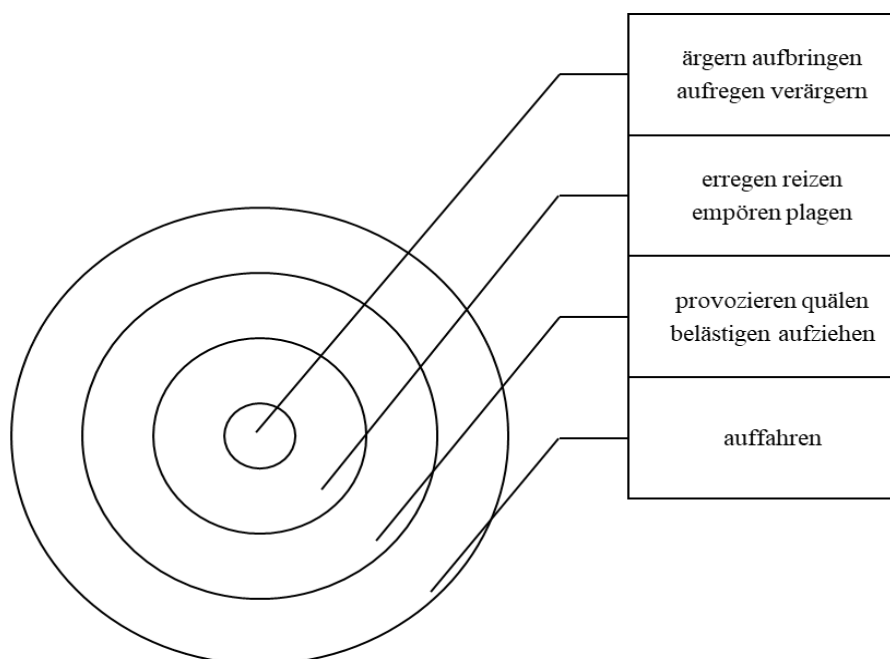 ärgern aufbringen
aufregen verärgern
erregen reizen
empören plagen
provozieren quälen
belästigen aufziehen
auffahren